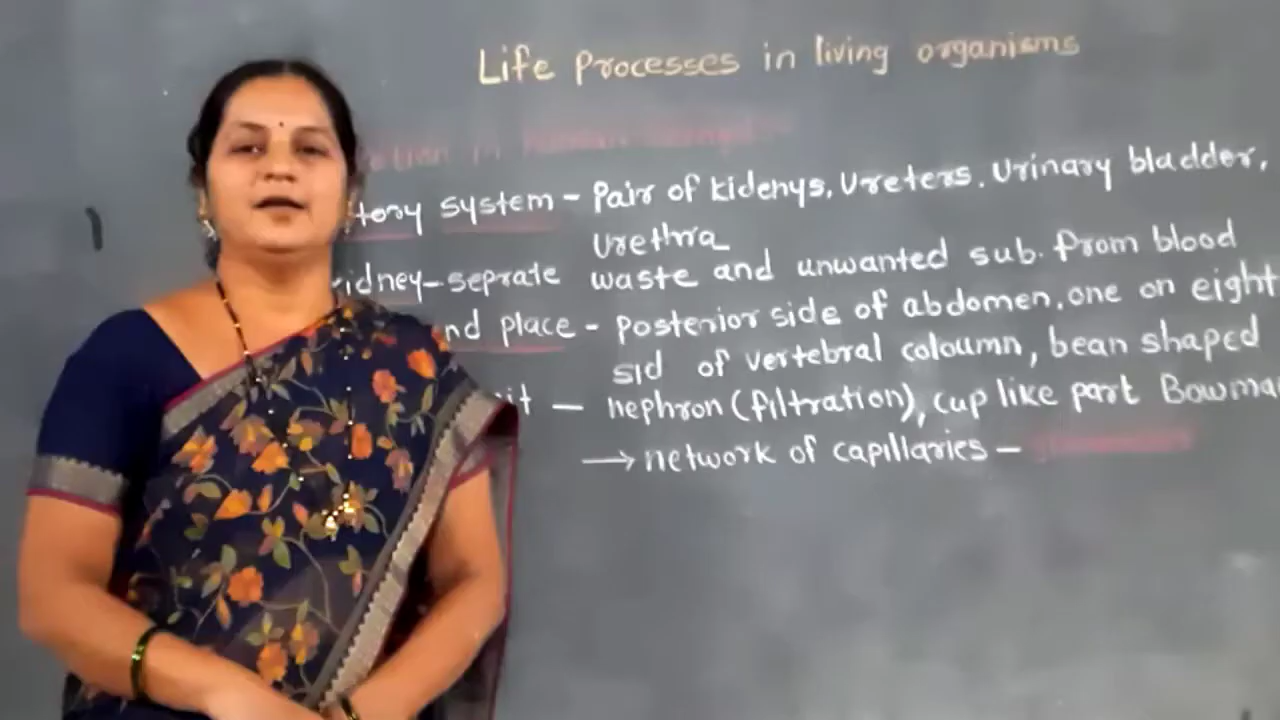 Life Processes in living organisms
in human
tory system - Pair of kidenys, Ureters. Urinary bladder,
Urethra
idney-seprate waste and unwanted sub. from blood
nd place - Posterior side of abdomen, one on eight
sid of vertebral coloumn, bean shaped
it — nephron (filtration), cup like part Bowma
→ network of capillaries —